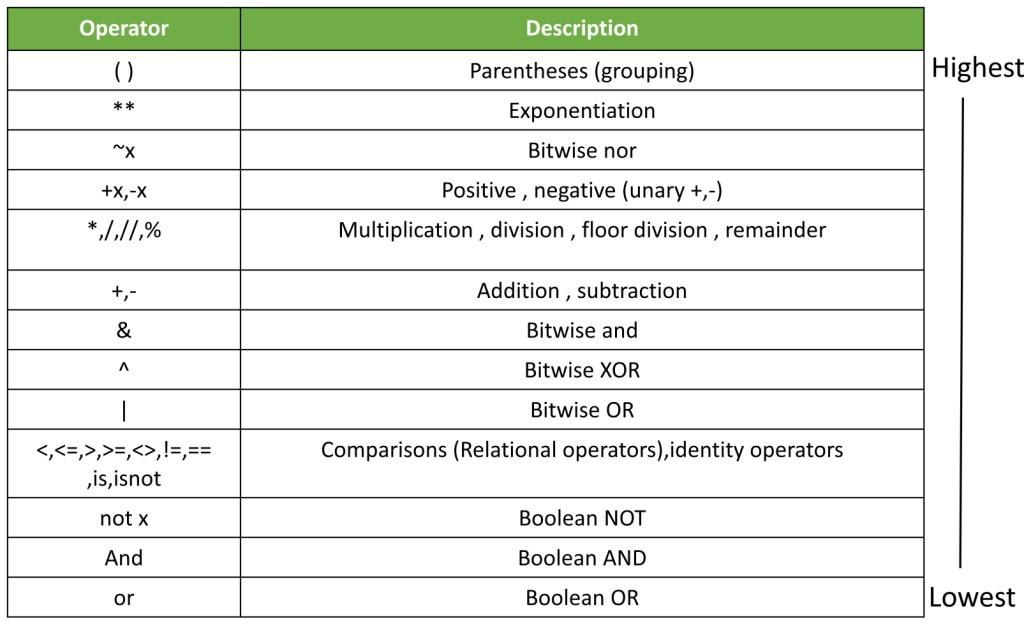 Operator Description
( ) Parentheses (grouping) Highest
** Exponentiation
~x Bitwise nor
+x,-x Positive , negative (unary +,-)
*,/,//,% Multiplication , division , floor division , remainder
+,- Addition , subtraction
& Bitwise and
^ Bitwise XOR
| Bitwise OR
<,<=,>,>=,<>,!=,== Comparisons (Relational operators),identity operators
,is,isnot
not x Boolean NOT
And Boolean AND
or Boolean OR Lowest